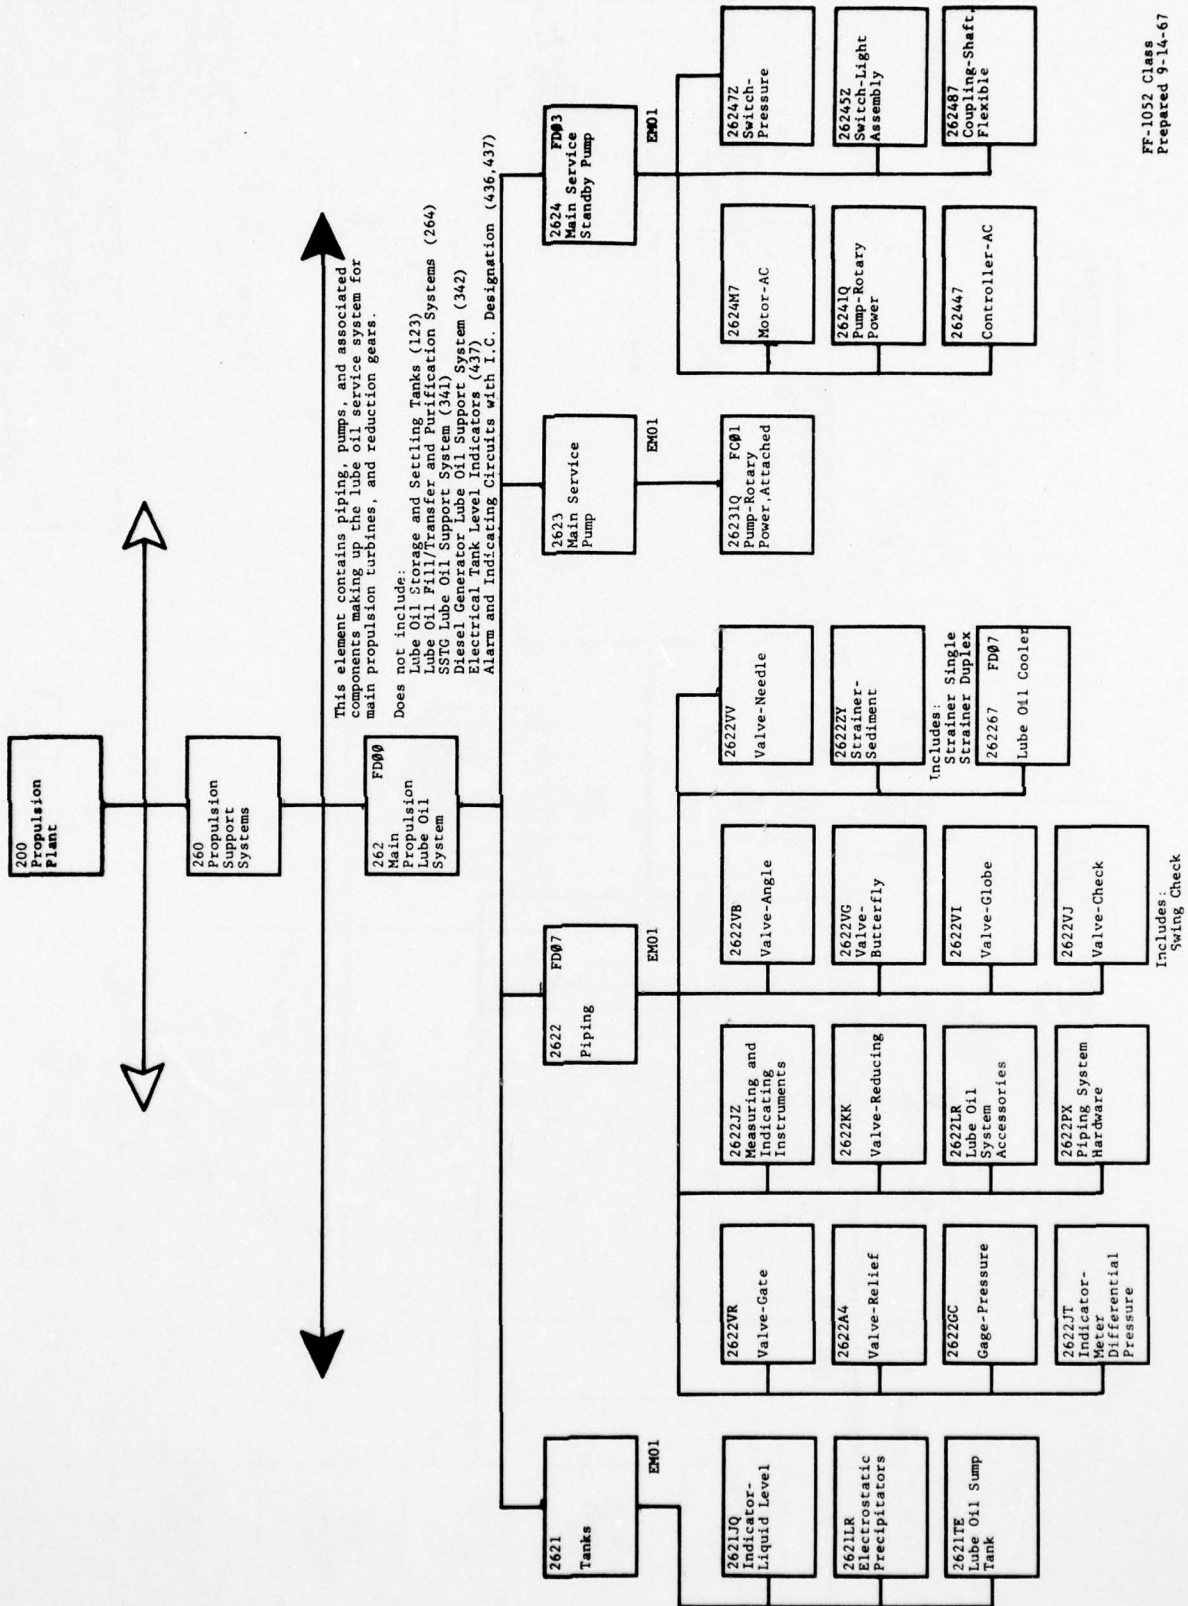 200
Propulsion
Plant
260
Propulsion
Support
Systems
262 FD00
Main
Propulsion
Lube Oil
System
This element contains piping, pumps, and associated
components making up the lube oil service system for
main propulsion turbines, and reduction gears.
Does not include:
Lube Oil Storage and Settling Tanks (123)
Lube Oil Fill/Transfer and Purification Systems (264)
SSTG Lube Oil Support System (341)
Diesel Generator Lube Oil Support System (342)
Electrical Tank Level Indicators (437)
Alarm and Indicating Circuits with I.C. Designation (436,437)
2621
Tanks
EM01
2621JQ
Indicator-
Liquid Level
2621LR
Electrostatic
Precipitators
2621TE
Lube Oil Sump
Tank
2622 FD07
Piping
EM01
2622VR
Valve-Gate
2622A4
Valve-Relief
2622GC
Gage-Pressure
2622JT
Indicator-
Meter
Differential
Pressure
2622JZ
Measuring and
Indicating
Instruments
2622KK
Valve-Reducing
2622LR
Lube Oil
System
Accessories
2622PX
Piping System
Hardware
2622VB
Valve-Angle
2622VG
Valve-
Butterfly
2622VI
Valve-Globe
2622VJ
Valve-Check
Includes:
Swing Check
2622VV
Valve-Needle
2622ZY
Strainer-
Sediment
Includes:
Strainer Single
Strainer Duplex
262267 FD07
Lube Oil Cooler
2623
Main Service
Pump
EM01
26231Q FC01
Pump-Rotary
Power,Attached
2624 FD03
Main Service
Standby Pump
EM01
2624M7
Motor-AC
26241Q
Pump-Rotary
Power
262447
Controller-AC
26247Z
Switch-
Pressure
26245Z
Switch-Light
Assembly
262487
Coupling-Shaft,
Flexible
FF-1052 Class
Prepared 9-14-67